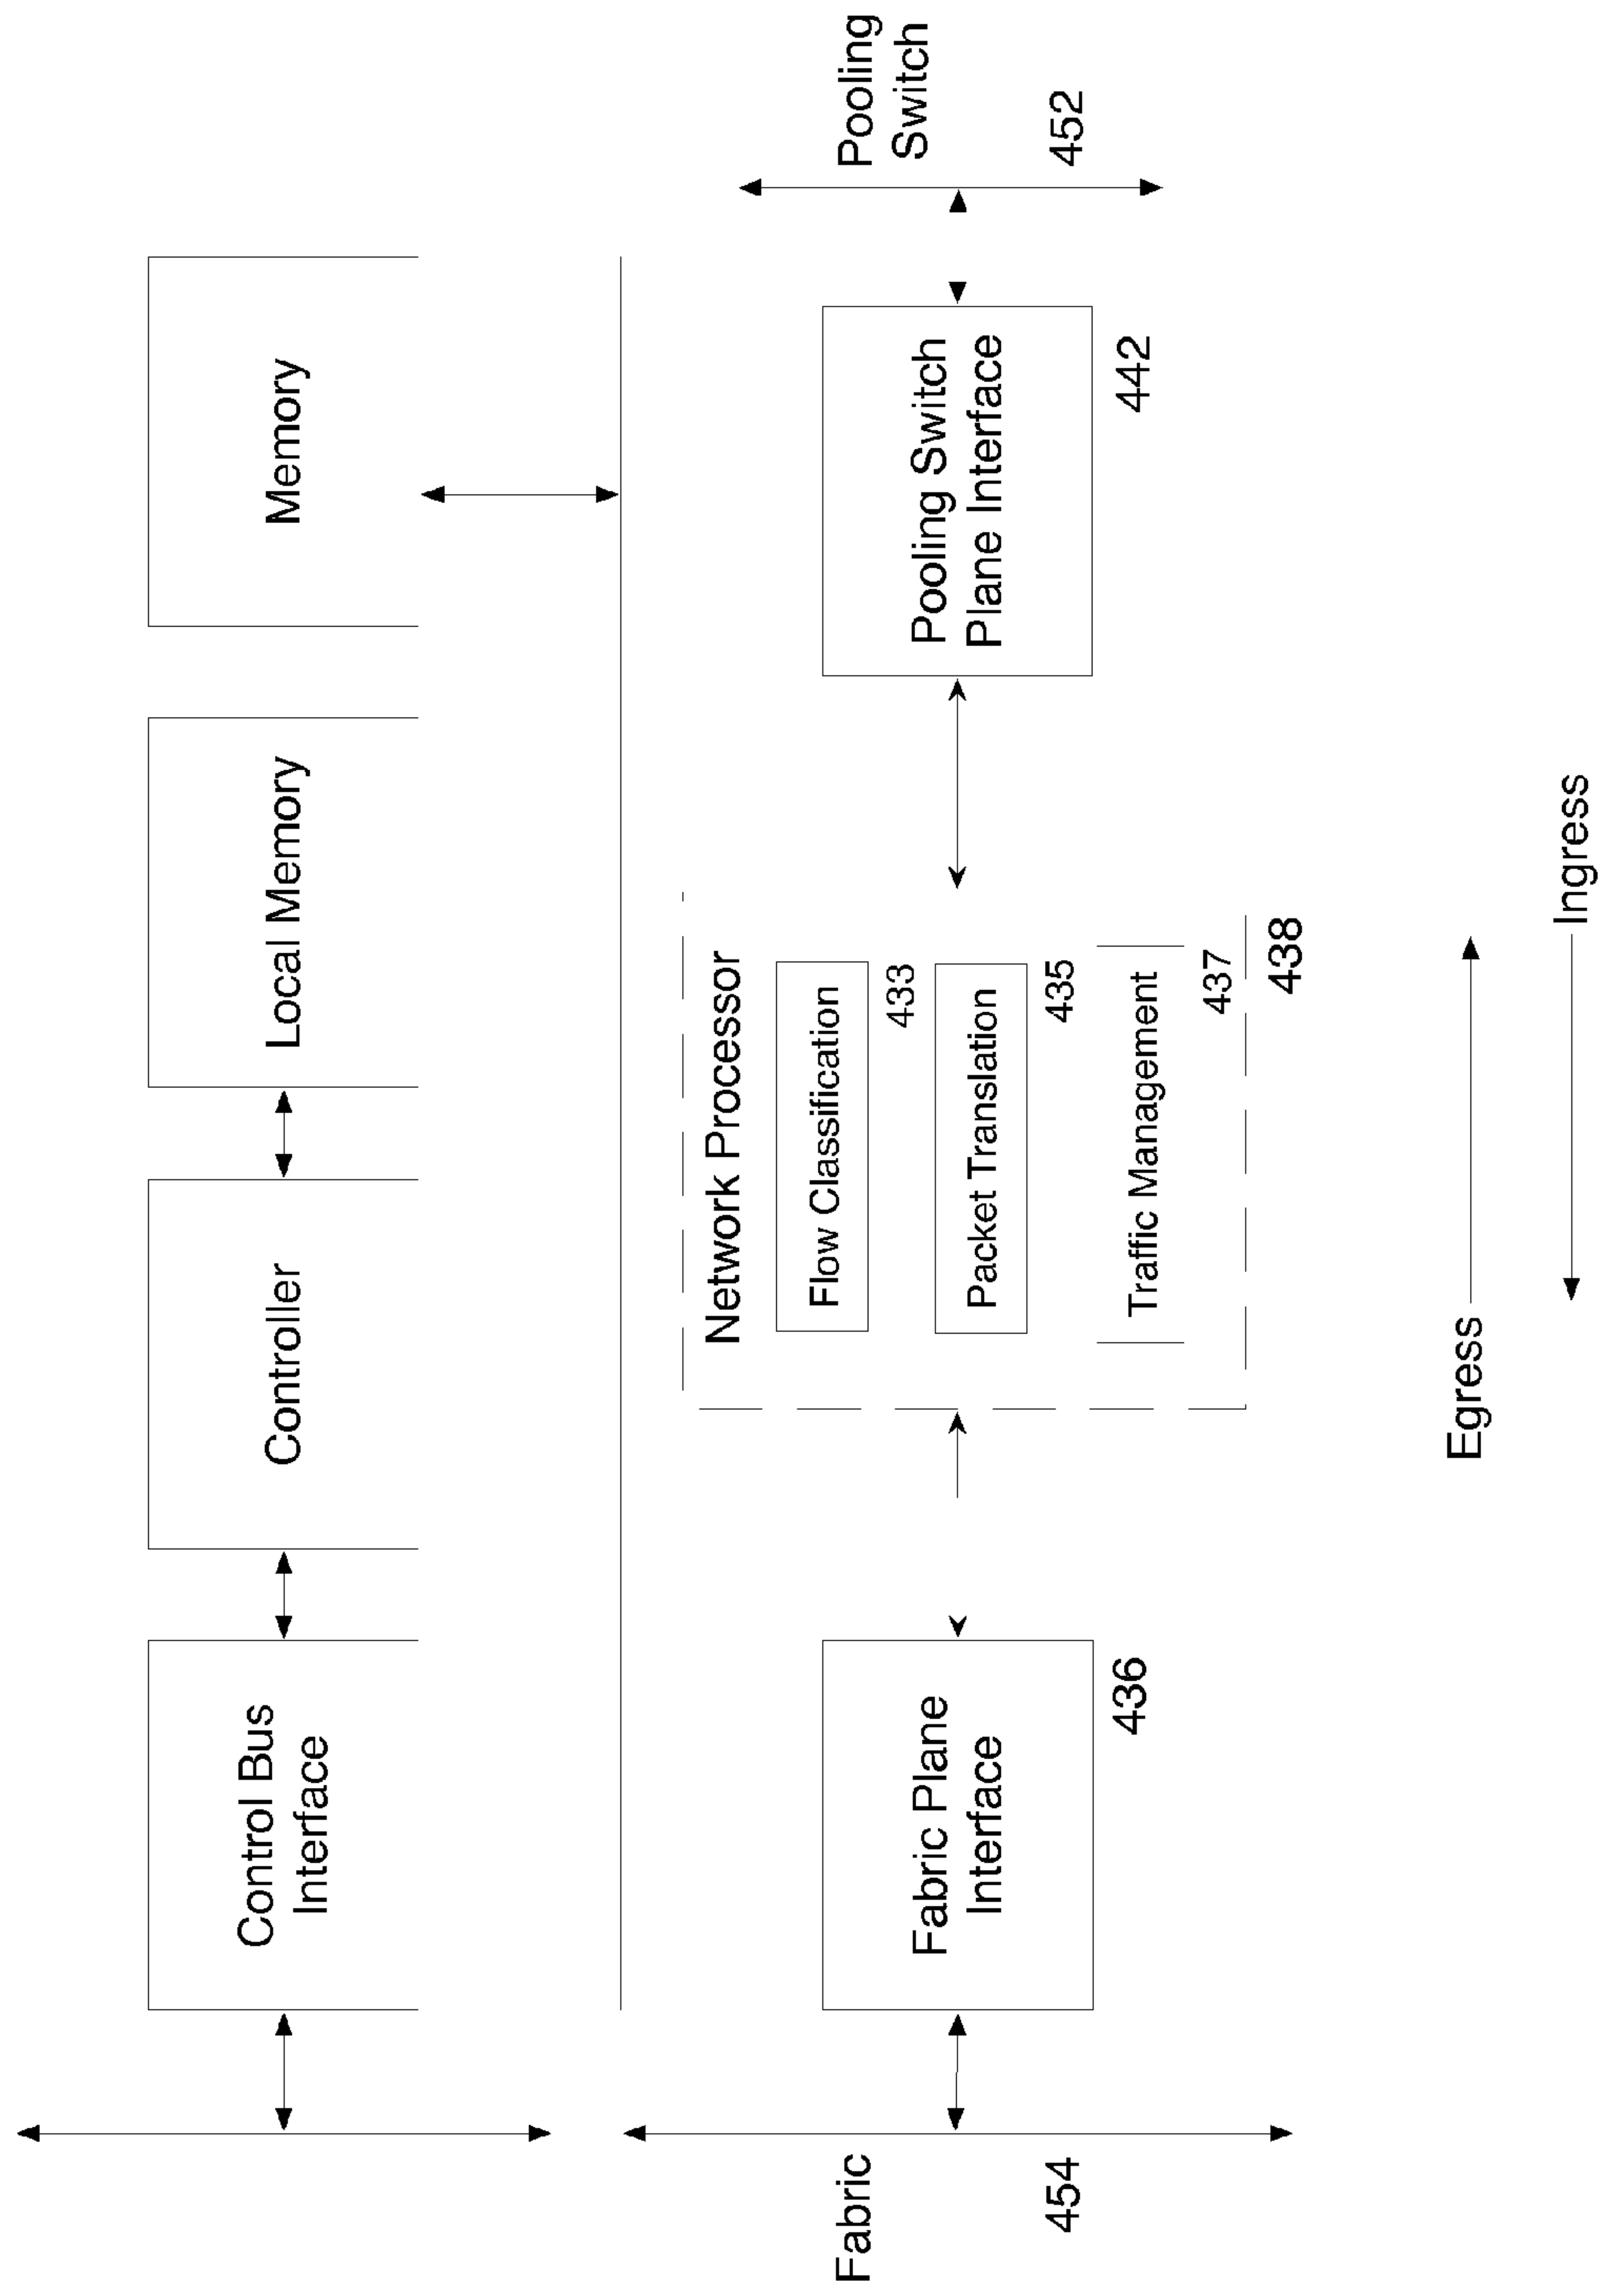 Control Bus
Interface
Controller
Local Memory
Memory
Fabric
454
Fabric Plane
Interface
436
Network Processor
Flow Classification
433
Packet Translation
435
Traffic Management
437
438
Pooling Switch
Plane Interface
442
Pooling
Switch
452
Egress
Ingress